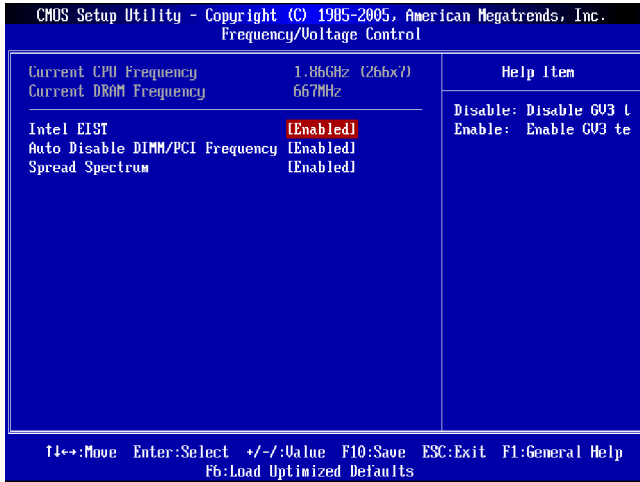 CMOS Setup Utility - Copyright (C) 1985-2005, American Megatrends, Inc.
Frequency/Voltage Control
Current CPU Frequency 1.86GHz (266x7)
Current DRAM Frequency 667MHz
Intel EIST [Enabled]
Auto Disable DIMM/PCI Frequency [Enabled]
Spread Spectrum [Enabled]
Help Item
Disable: Disable GV3 t
Enable: Enable GV3 te
↑↓←→:Move Enter:Select +/-/:Value F10:Save ESC:Exit F1:General Help
F6:Load Optimized Defaults